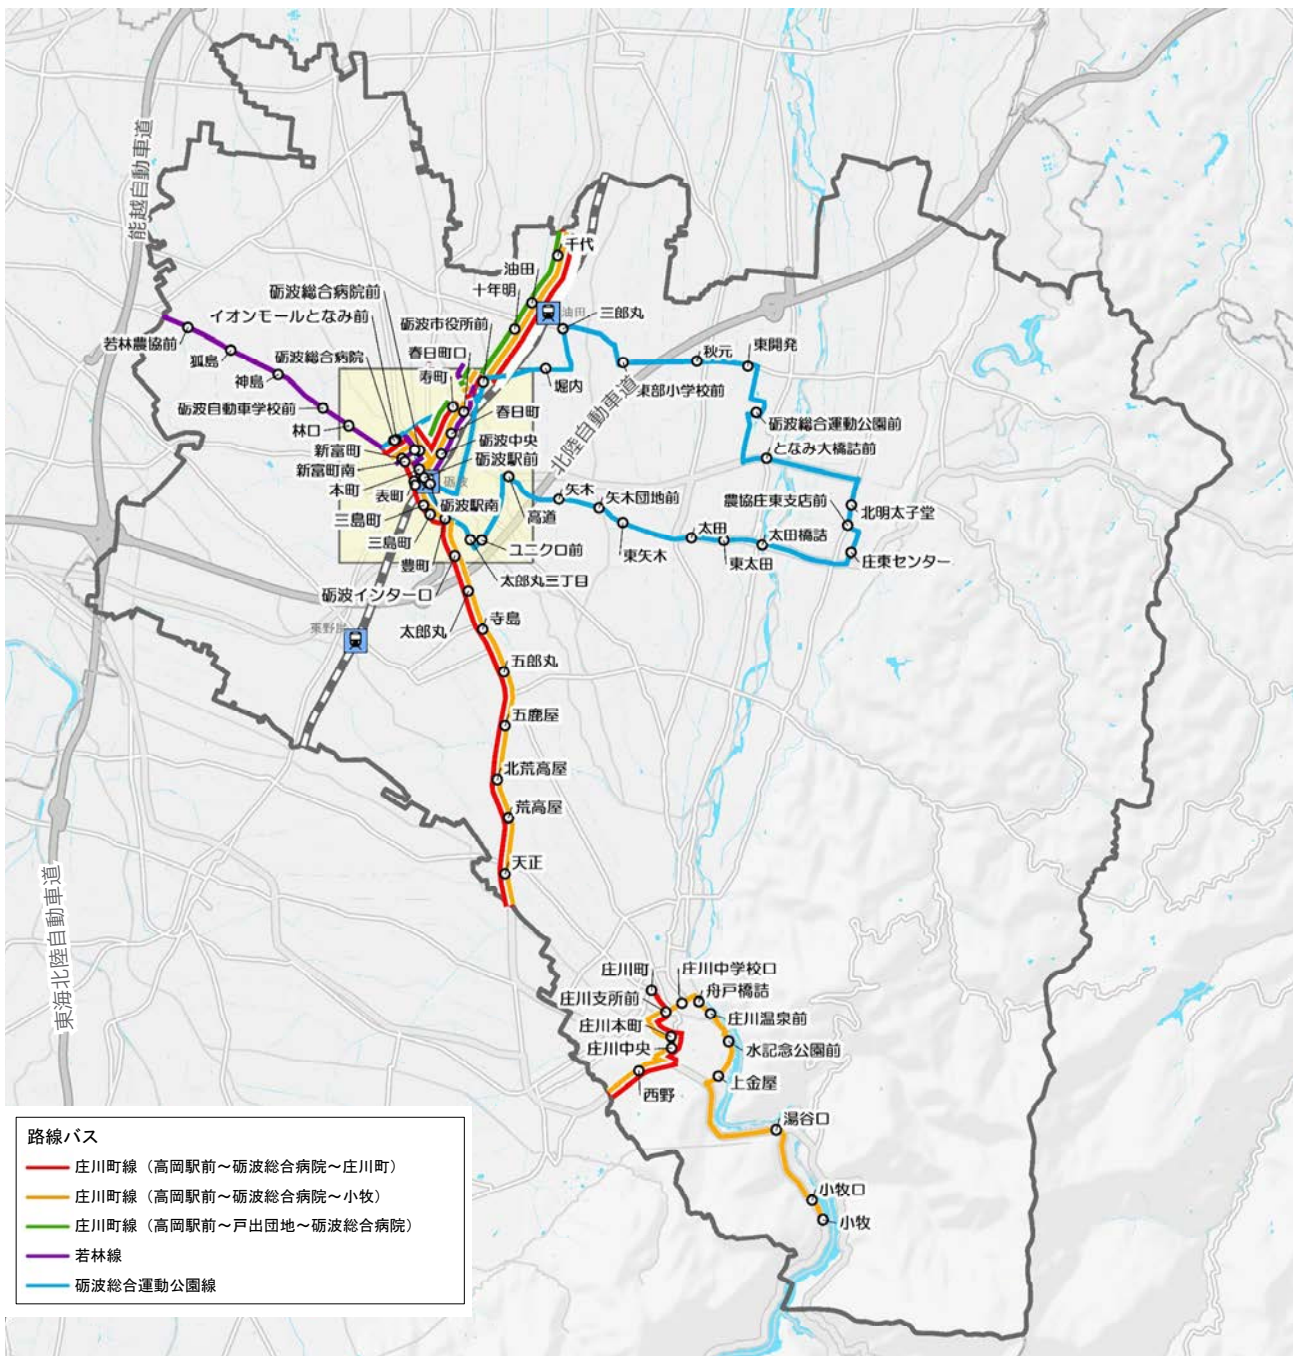 能越自動車道
千代
油田
十年明
砺波総合病院前
イオンモールとなみ前
砺波市役所前
油田
三郎丸
春日町口
砺波総合病院
寿町
若林農協前
狐島
神島
砺波自動車学校前
林口
秋元
東開発
堀内
東部小学校前
北陸自動車道
春日町
砺波総合運動公園前
砺波中央
となみ大橋詰前
新富町
砺波駅前
新富町南
本町
砺波
表町
砺波駅南
高道
矢木
矢木団地前
農協庄東支店前
北明太子堂
三島町
三島町
豊町
ユニクロ前
東矢木
太田
東太田
太田橋詰
庄東センター
砺波インター口
太郎丸三丁目
太郎丸
寺島
東野尻
五郎丸
五鹿屋
北荒高屋
荒高屋
天正
東海北陸自動車道
庄川町
庄川中学校口
庄川支所前
舟戸橋詰
庄川本町
庄川温泉前
庄川中央
水記念公園前
西野
上金屋
湯谷口
小牧口
小牧
路線バス
庄川町線（高岡駅前～砺波総合病院～庄川町）
庄川町線（高岡駅前～砺波総合病院～小牧）
庄川町線（高岡駅前～戸出団地～砺波総合病院）
若林線
砺波総合運動公園線